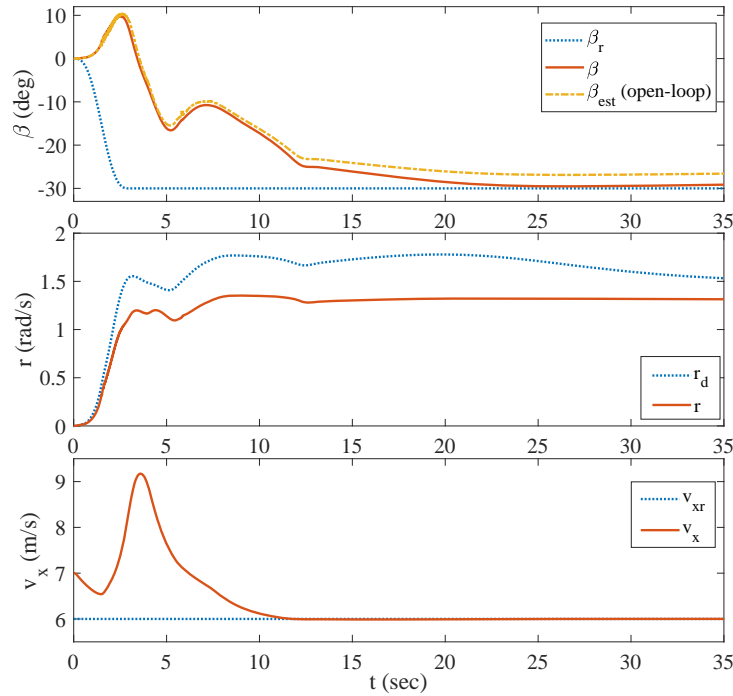 10
0
-10
-20
-30
β (deg)
β_r
β
β_est (open-loop)
0 5 10 15 20 25 30 35
2
1.5
1
0.5
0
r (rad/s)
r_d
r
0 5 10 15 20 25 30 35
9
8
7
6
v_x (m/s)
v_xr
v_x
0 5 10 15 20 25 30 35
t (sec)